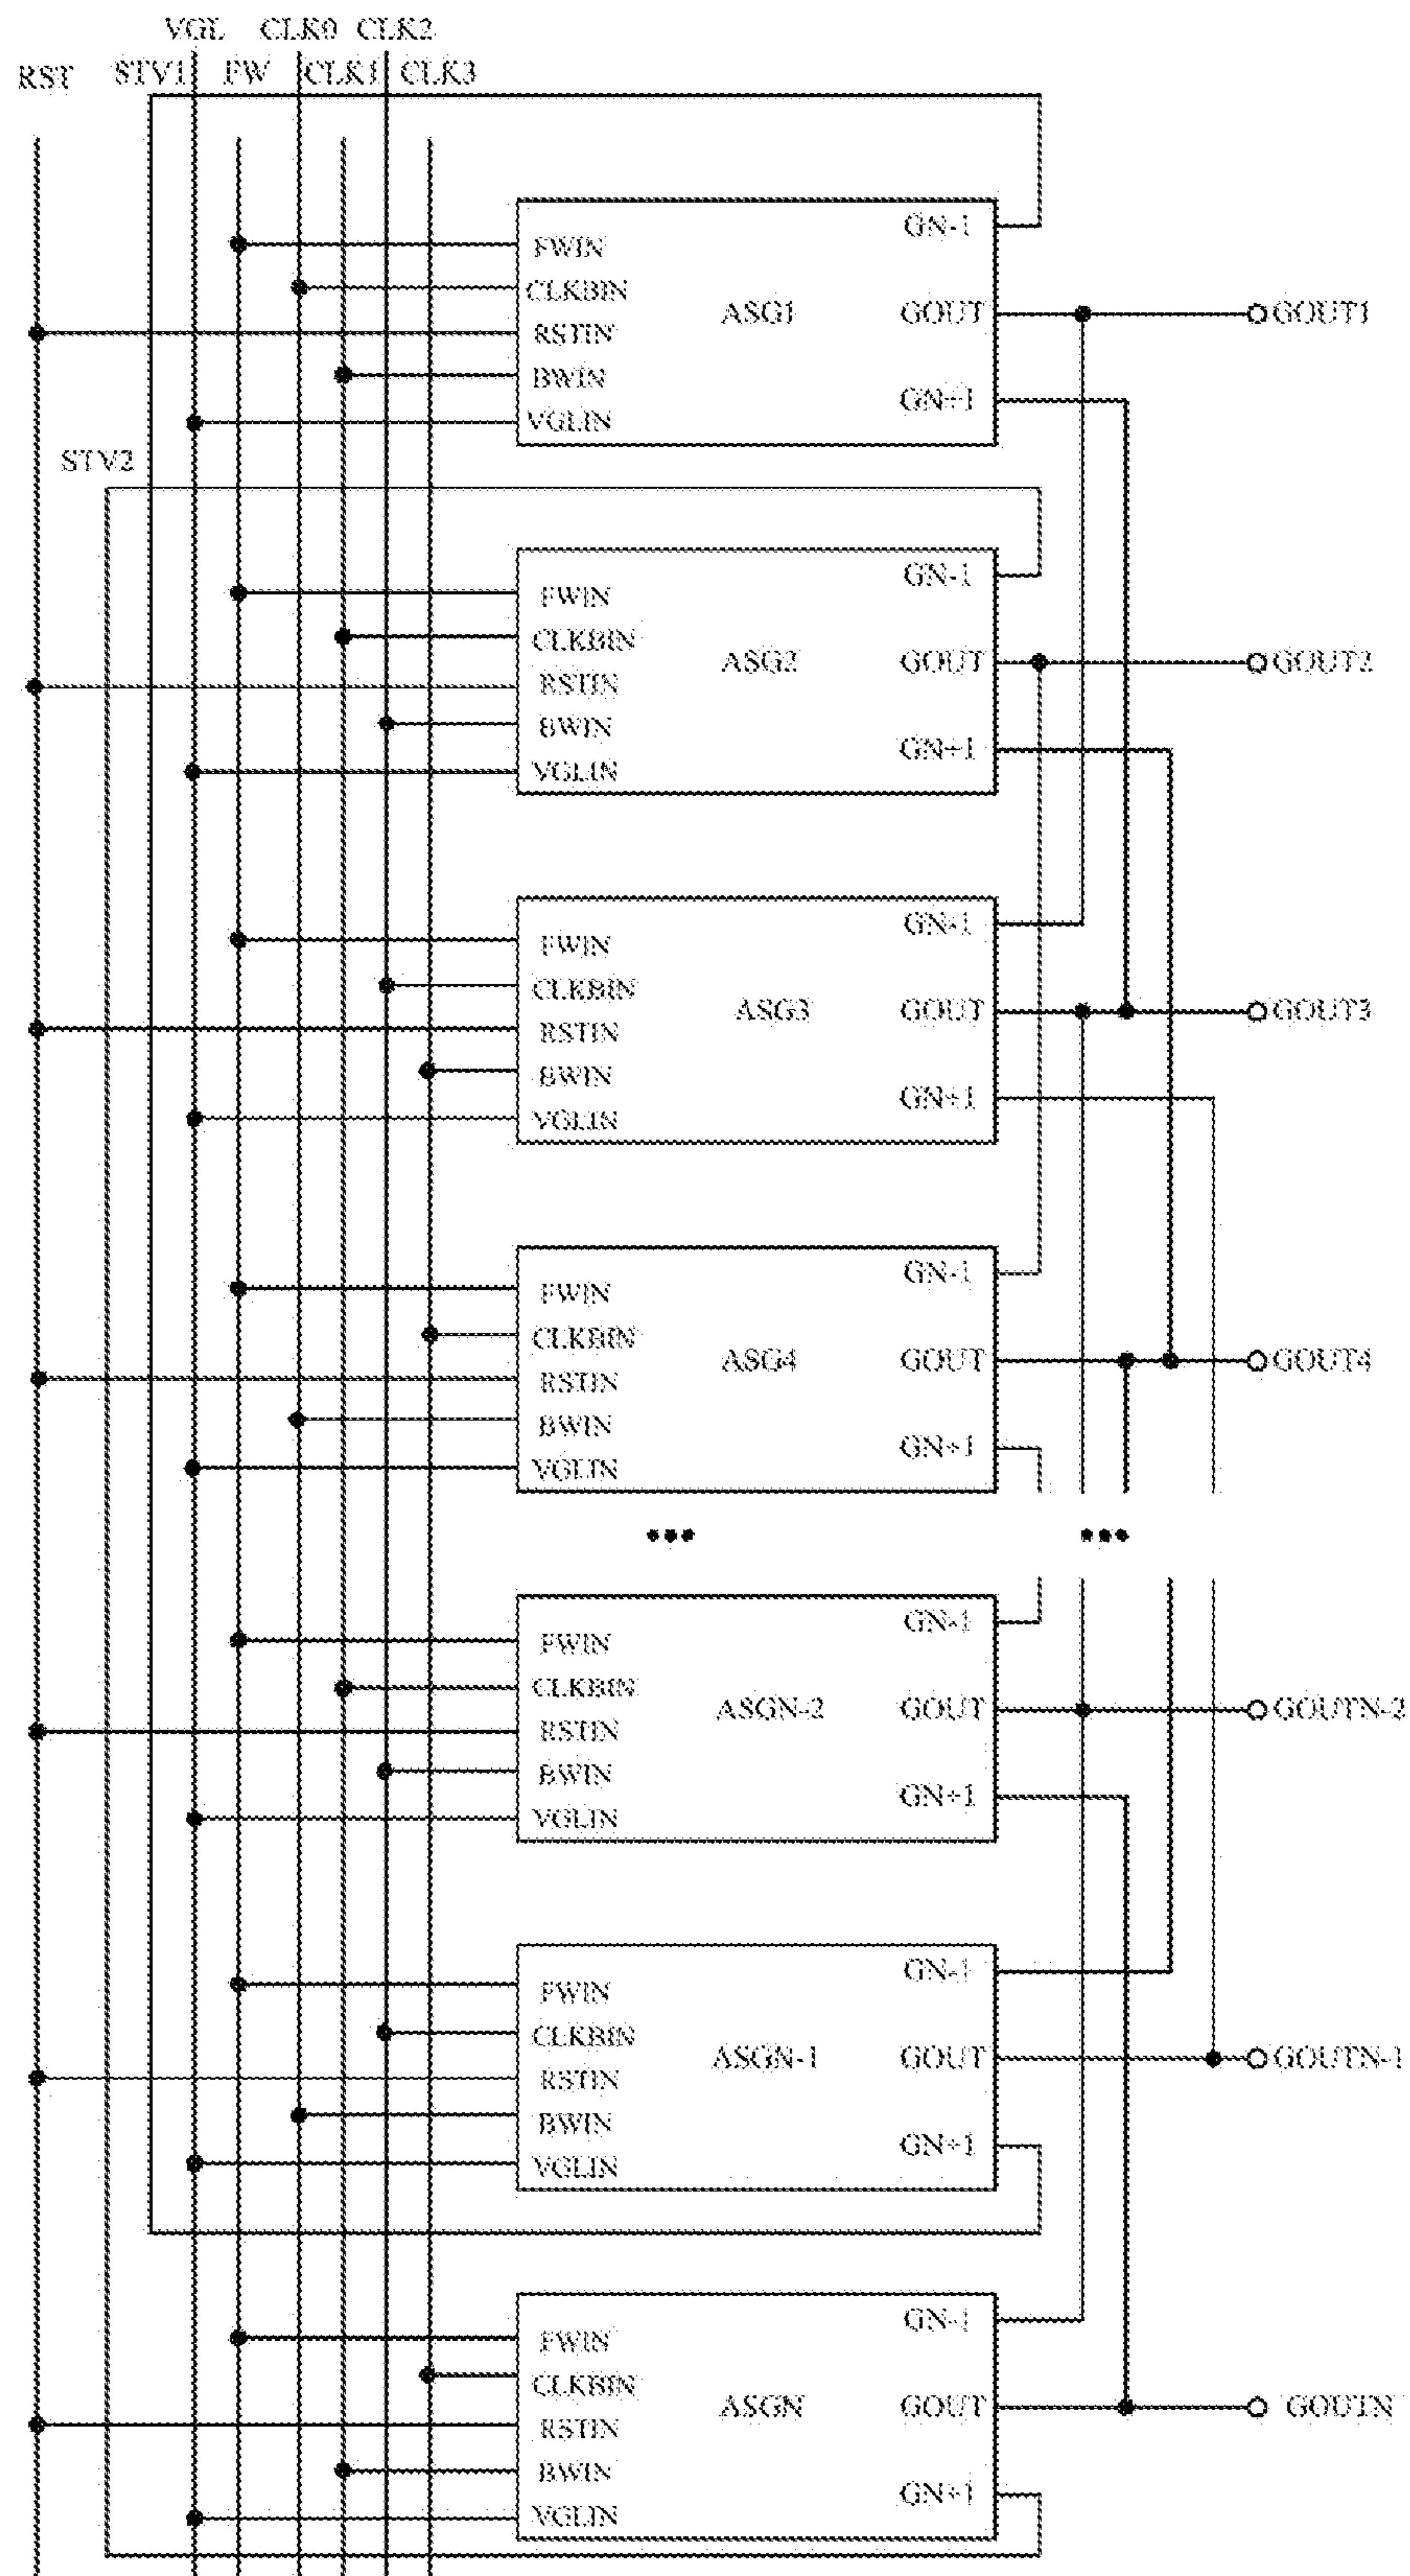 VGL CLK0 CLK2
RST STV1 FW CLK1 CLK3
GN-1
FWIN
CLKBIN ASG1 GOUT GOUT1
RSTIN
BWIN GN+1
VGLIN
STV2
GN-1
FWIN
CLKBIN ASG2 GOUT GOUT2
RSTIN
BWIN GN+1
VGLIN
GN-1
FWIN
CLKBIN ASG3 GOUT GOUT3
RSTIN
BWIN GN+1
VGLIN
GN-1
FWIN
CLKBIN ASG4 GOUT GOUT4
RSTIN
BWIN GN+1
VGLIN
••• •••
GN-1
FWIN
CLKBIN ASGN-2 GOUT GOUTN-2
RSTIN
BWIN GN+1
VGLIN
GN-1
FWIN
CLKBIN ASGN-1 GOUT GOUTN-1
RSTIN
BWIN GN+1
VGLIN
GN-1
FWIN
CLKBIN ASGN GOUT GOUTN
RSTIN
BWIN GN+1
VGLIN